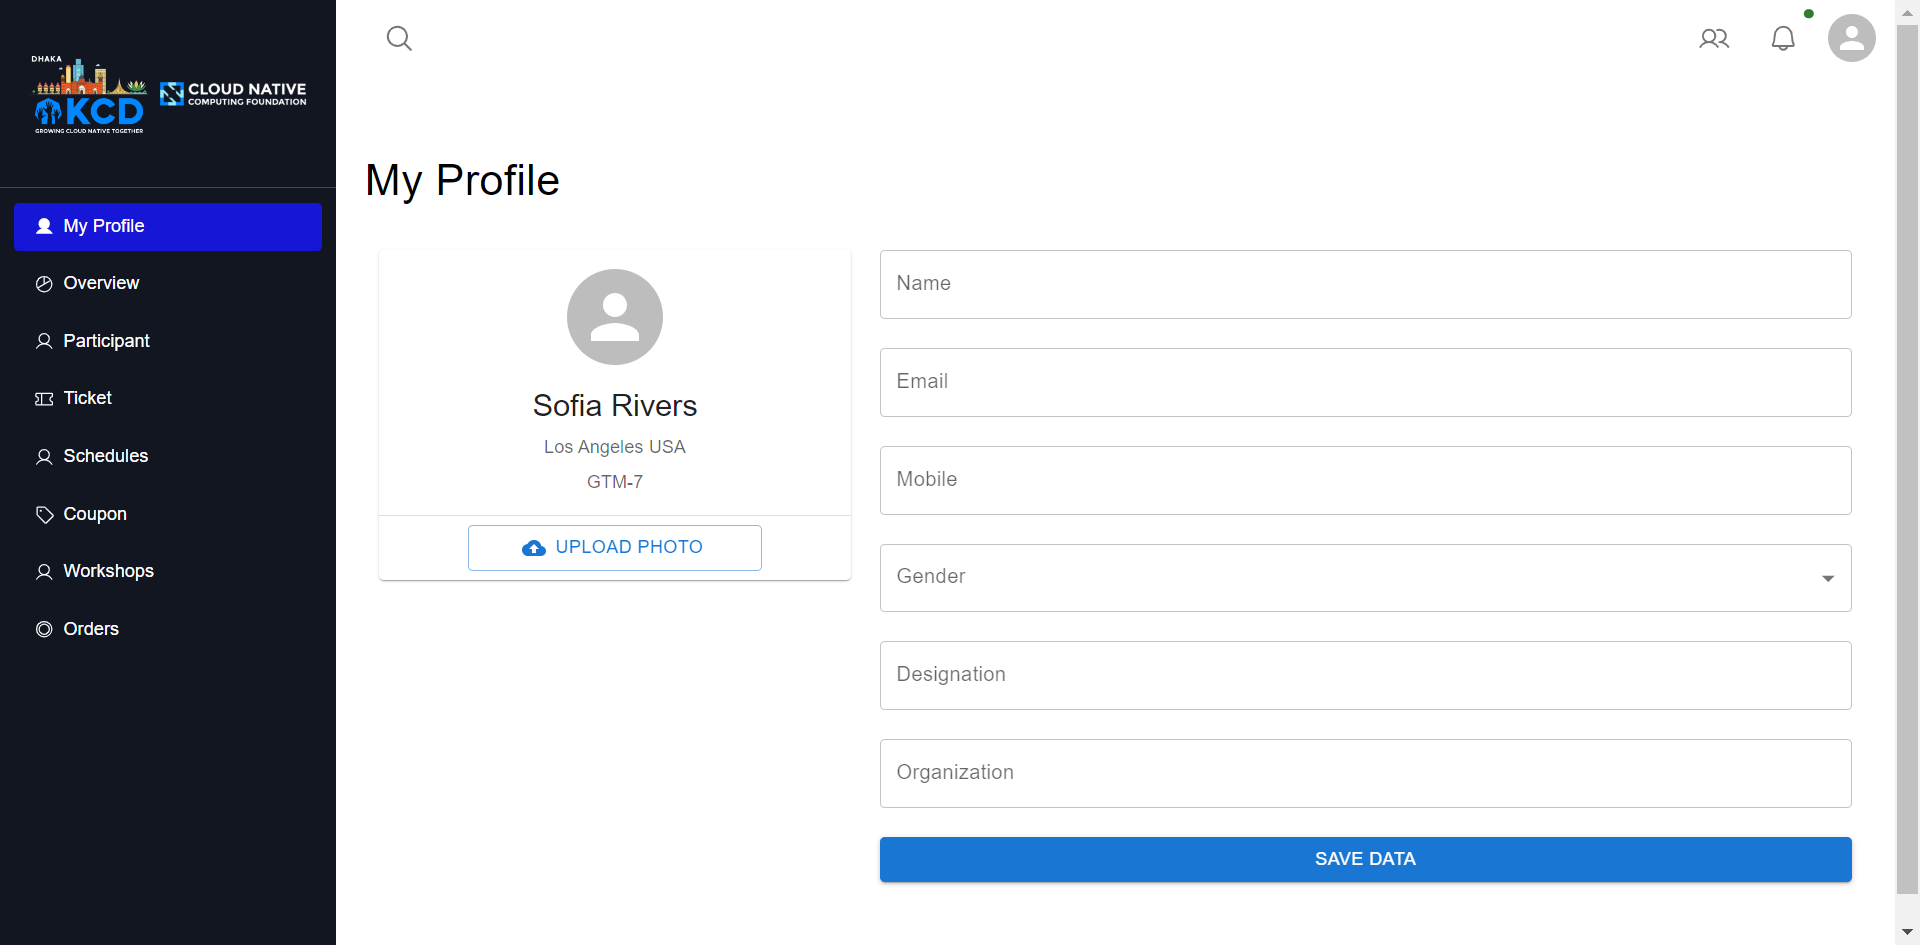 DHAKA
KCD
GROWING CLOUD NATIVE TOGETHER
CLOUD NATIVE
COMPUTING FOUNDATION
My Profile
Overview
Participant
Ticket
Schedules
Coupon
Workshops
Orders
My Profile
Sofia Rivers
Los Angeles USA
GTM-7
UPLOAD PHOTO
Name
Email
Mobile
Gender
Designation
Organization
SAVE DATA